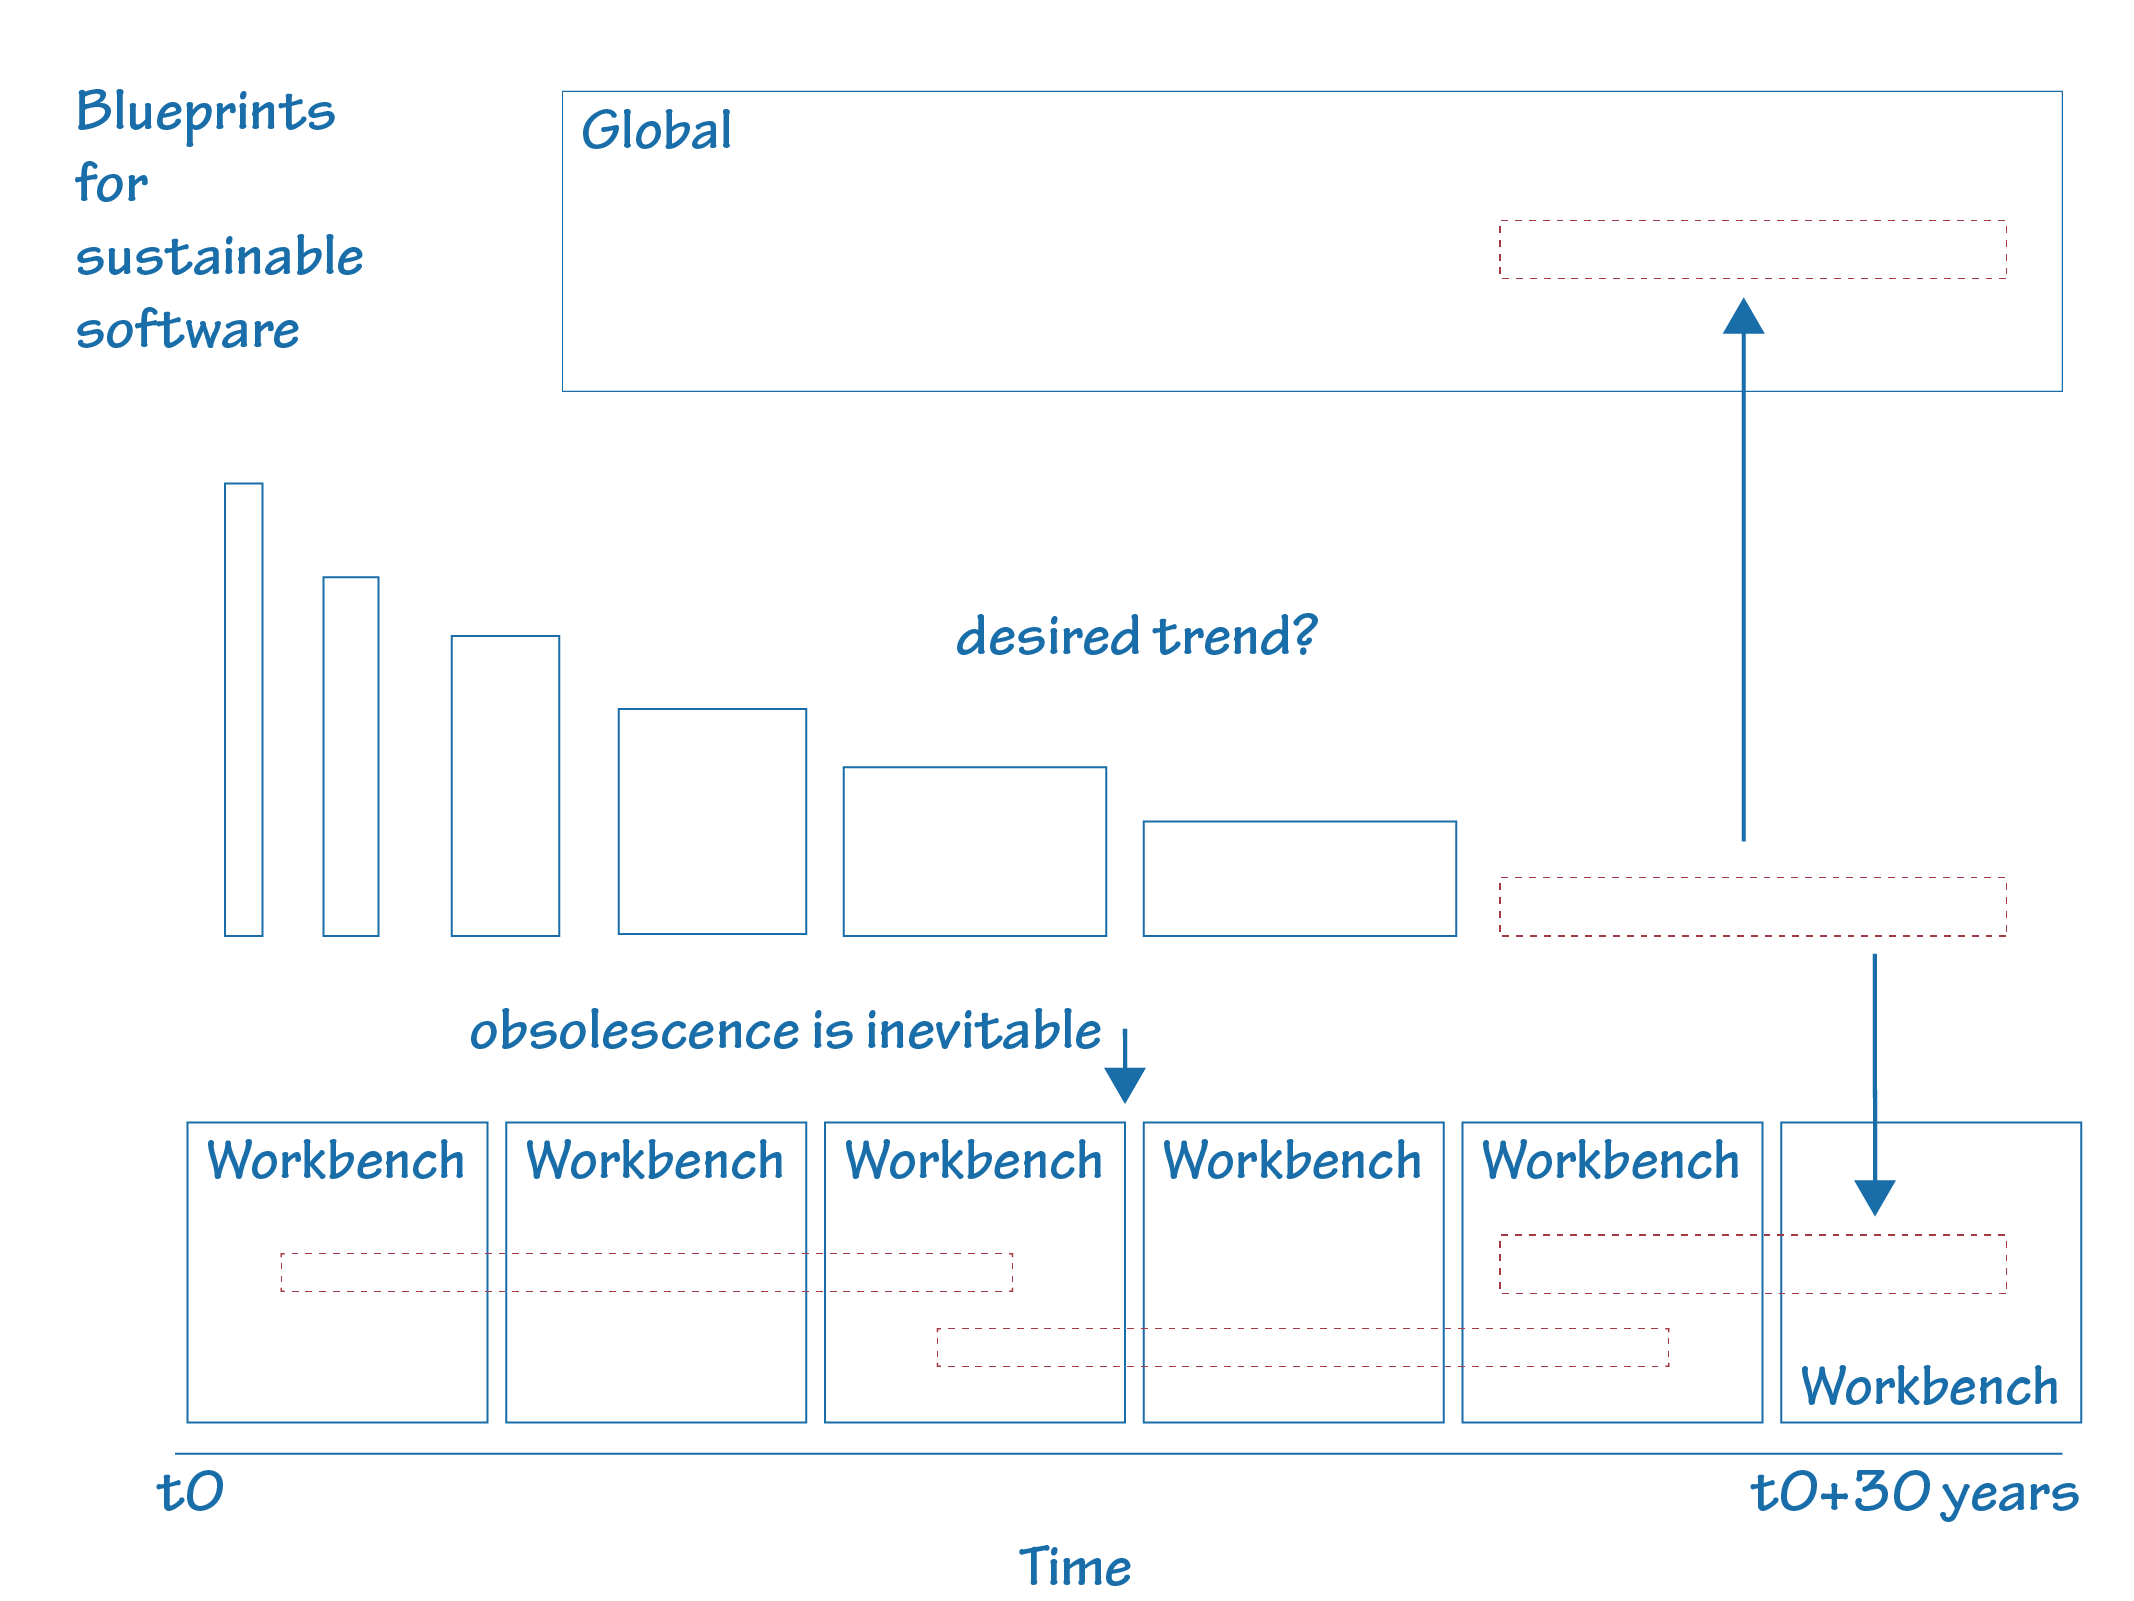 Blueprints
for
sustainable
software
Global
desired trend?
obsolescence is inevitable
Workbench
Workbench
Workbench
Workbench
Workbench
Workbench
t0
t0+30 years
Time